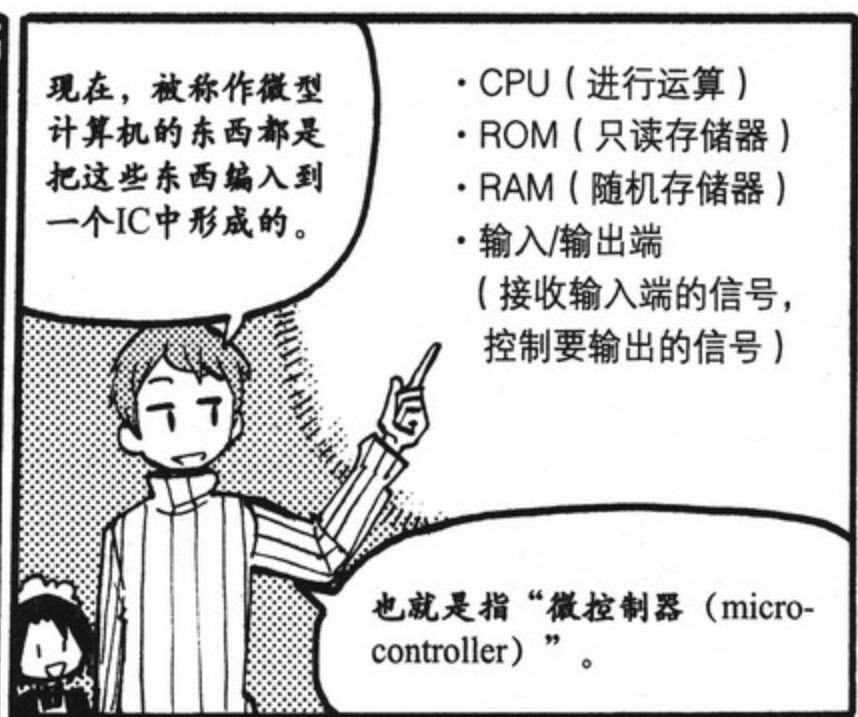 现在，被称作微型
计算机的东西都是
把这些东西编入到
一个IC中形成的。
・CPU（进行运算）
・ROM（只读存储器）
・RAM（随机存储器）
・输入/输出端
（接收输入端的信号，
控制要输出的信号）
也就是指“微控制器（micro-
controller）”。